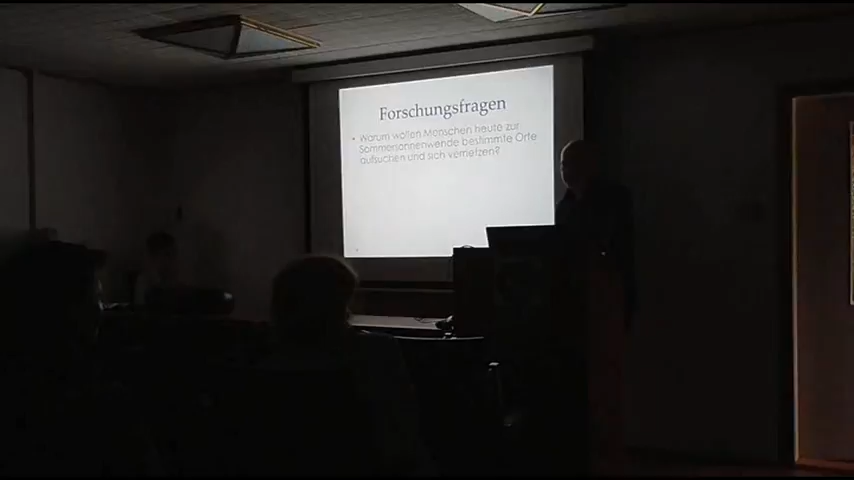 Forschungsfragen
• Warum wollen Menschen heute zur
Sommersonnenwende bestimmte Orte
aufsuchen und sich vernetzen?